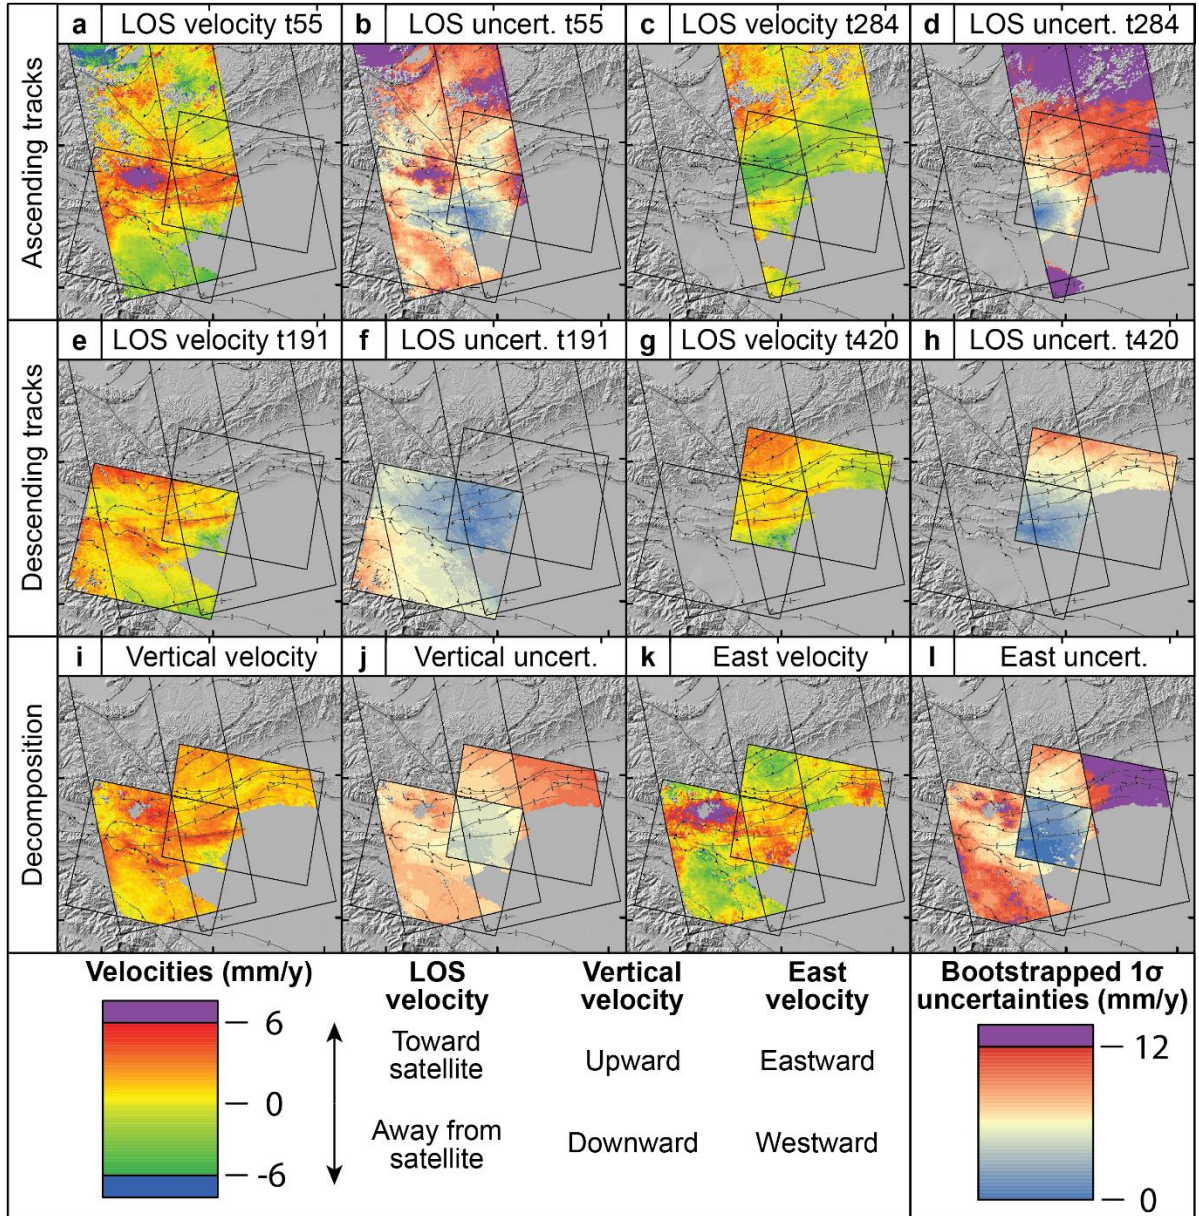 a LOS velocity t55
b LOS uncert. t55
c LOS velocity t284
d LOS uncert. t284
Ascending tracks
e LOS velocity t191
f LOS uncert. t191
g LOS velocity t420
h LOS uncert. t420
Descending tracks
i Vertical velocity
j Vertical uncert.
k East velocity
l East uncert.
Decomposition
Velocities (mm/y)
6
0
-6
LOS
velocity
Toward
satellite
Away from
satellite
Vertical
velocity
Upward
Downward
East
velocity
Eastward
Westward
Bootstrapped 1σ
uncertainties (mm/y)
12
0